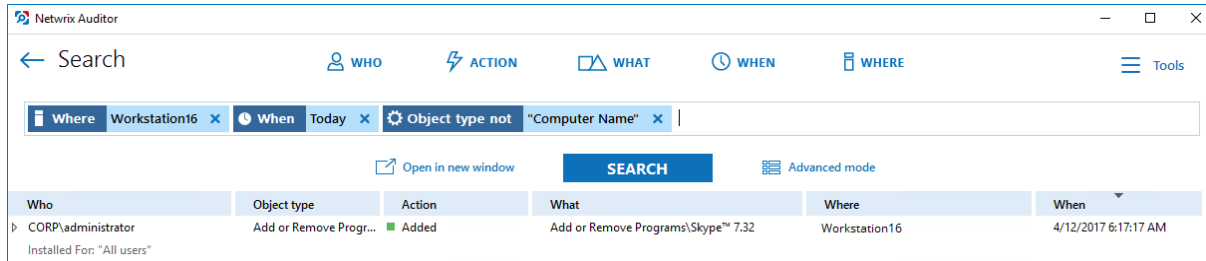 Netwrix Auditor
← Search WHO ACTION WHAT WHEN WHERE Tools
Where Workstation16 × When Today × Object type not "Computer Name" ×
Open in new window SEARCH Advanced mode
Who Object type Action What Where When
CORP\administrator Add or Remove Progr... Added Add or Remove Programs\Skype™ 7.32 Workstation16 4/12/2017 6:17:17 AM
Installed For: "All users"